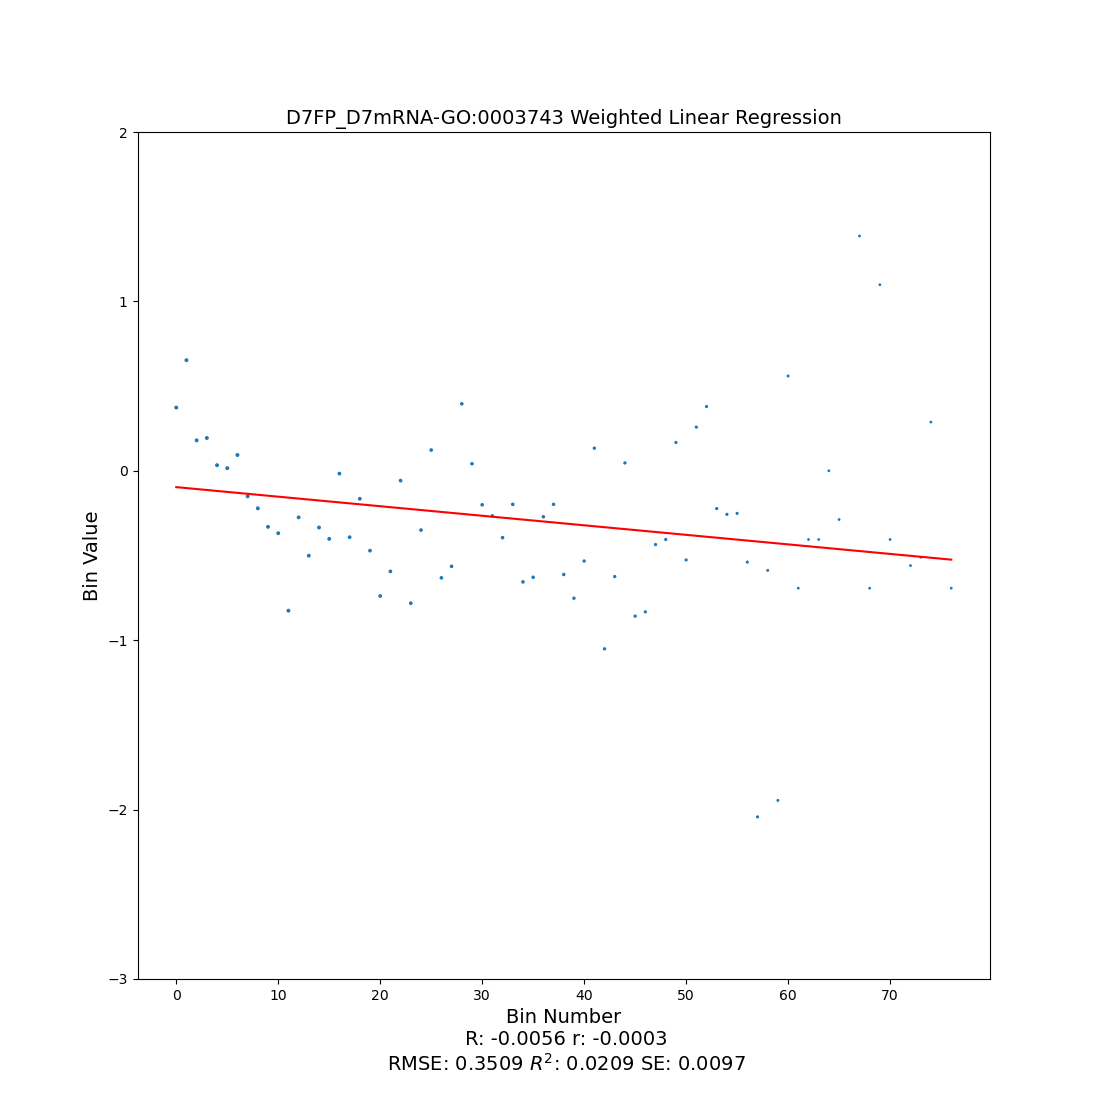 D7FP_D7mRNA-GO:0003743 Weighted Linear Regression
2
1
0
−1
−2
−3
Bin Value
0 10 20 30 40 50 60 70
Bin Number
R: -0.0056 r: -0.0003
RMSE: 0.3509 R²: 0.0209 SE: 0.0097